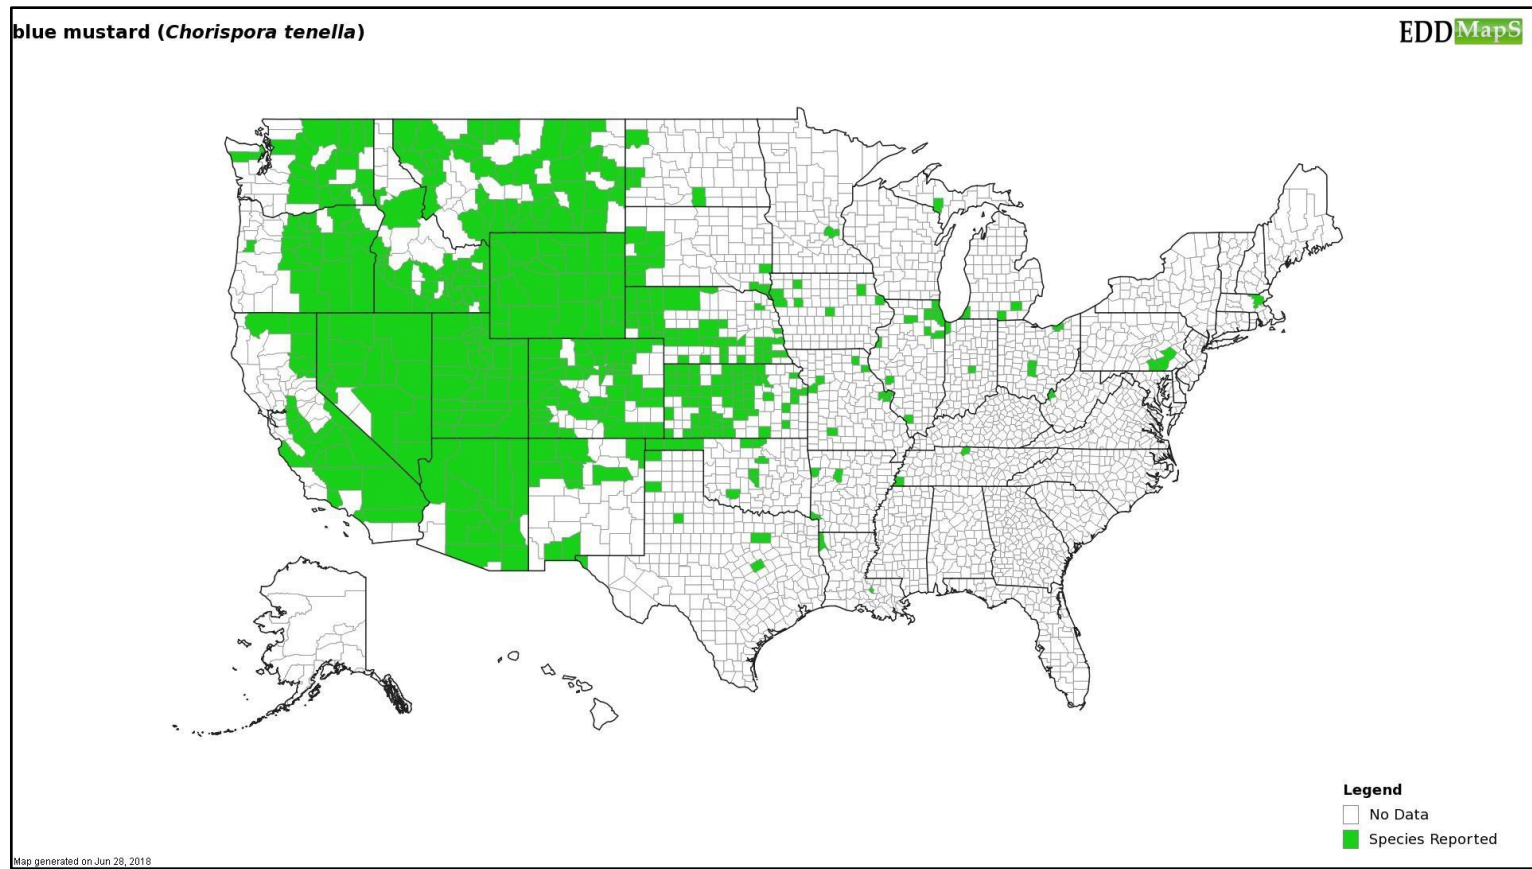 blue mustard (Chorispora tenella)
EDDMapS
Legend
No Data
Species Reported
Map generated on Jun 28, 2018